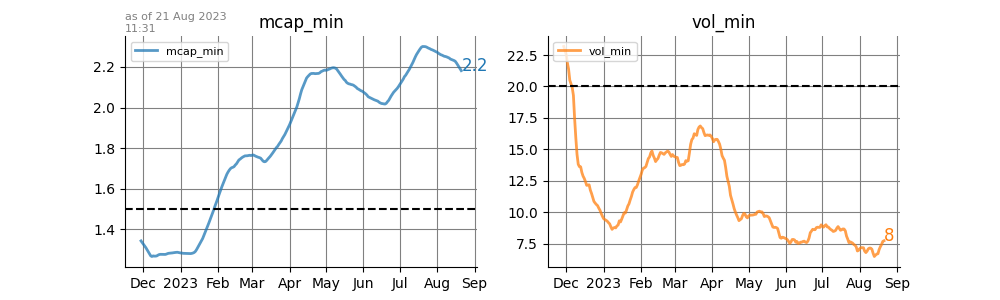 as of 21 Aug 2023
11:31
mcap_min
mcap_min
2.2
2.2
2.0
1.8
1.6
1.4
Dec 2023 Feb Mar Apr May Jun Jul Aug Sep
vol_min
vol_min
22.5
20.0
17.5
15.0
12.5
10.0
7.5
8
Dec 2023 Feb Mar Apr May Jun Jul Aug Sep